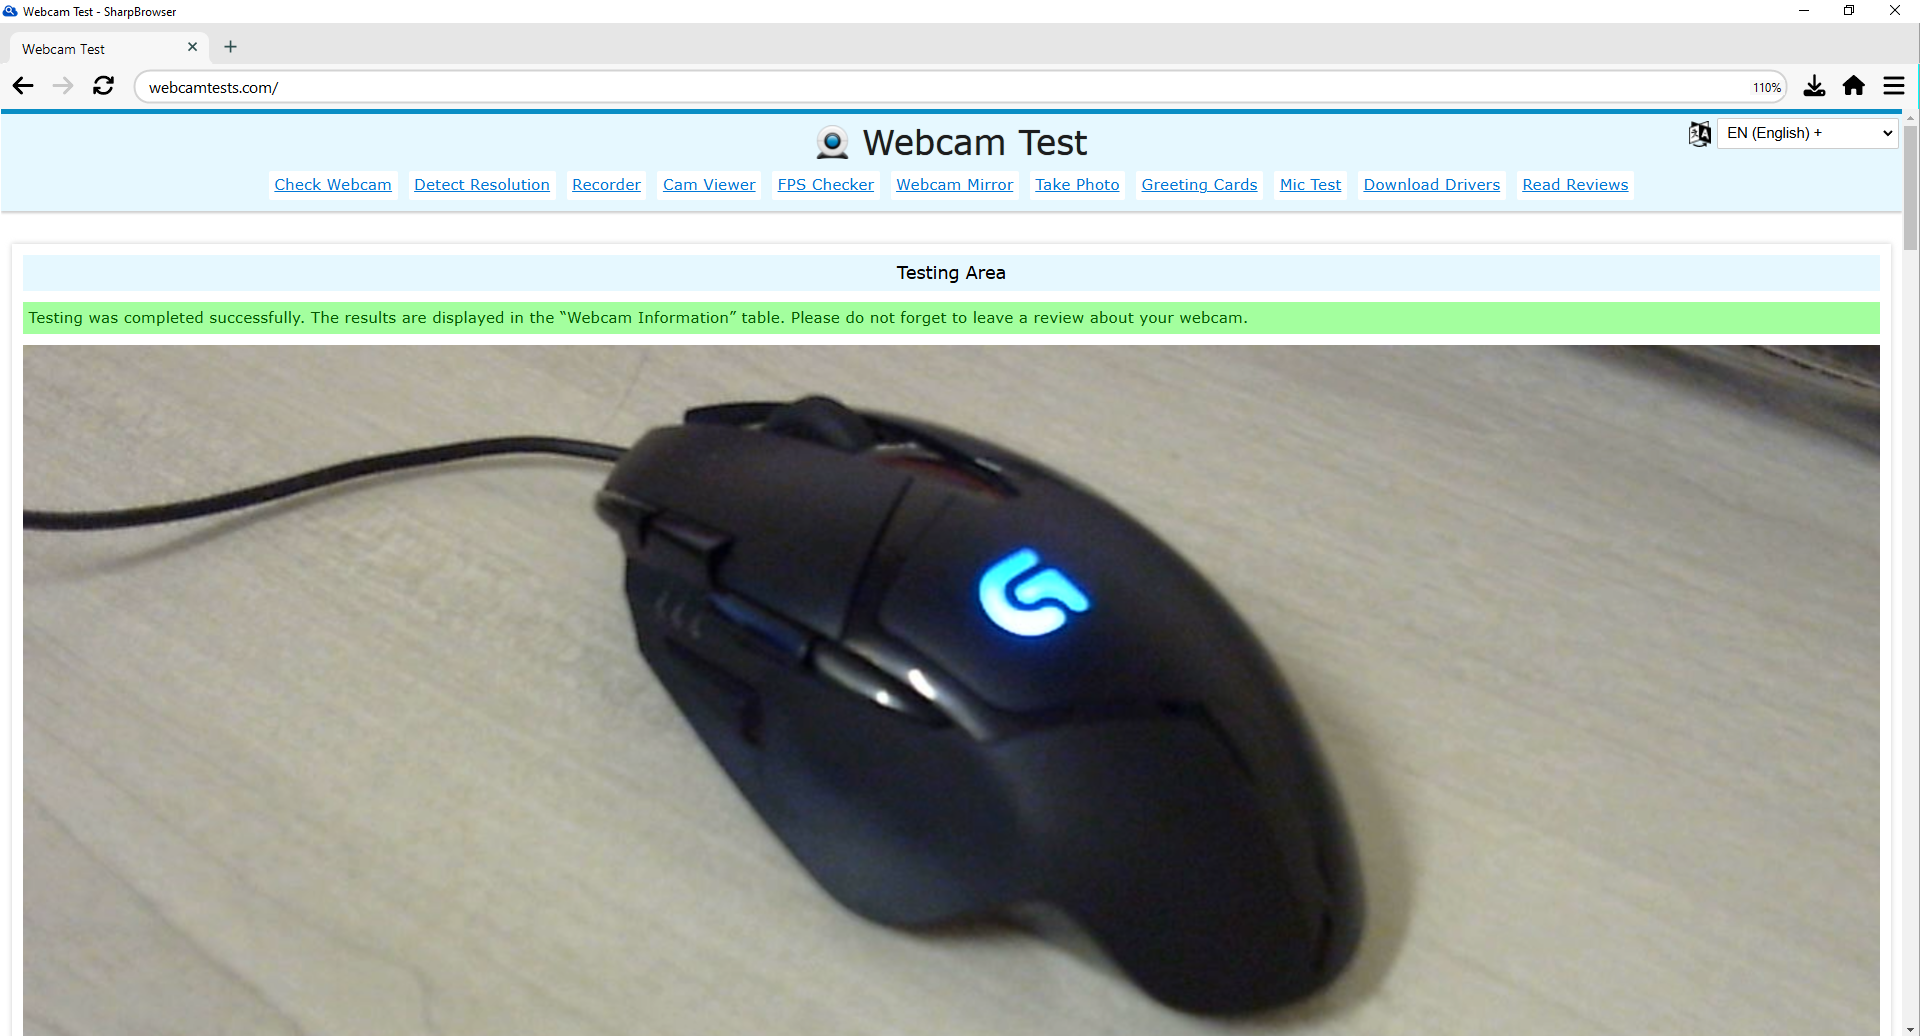 Webcam Test - SharpBrowser
Webcam Test
webcamtests.com/
110%
Webcam Test
EN (English) +
Check Webcam Detect Resolution Recorder Cam Viewer FPS Checker Webcam Mirror Take Photo Greeting Cards Mic Test Download Drivers Read Reviews
Testing Area
Testing was completed successfully. The results are displayed in the “Webcam Information” table. Please do not forget to leave a review about your webcam.